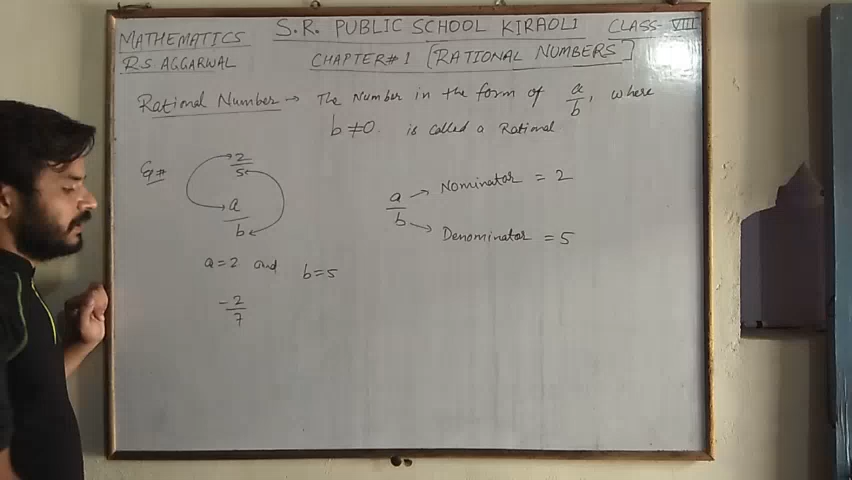 MATHEMATICS S.R. PUBLIC SCHOOL KIRAOLI CLASS-VIII
RS AGGARWAL CHAPTER#1 [RATIONAL NUMBERS]
Rational Number → The Number in the form of a/b, where
b≠0. is called a Rational.
Eg# 2/5
a/b
a=2 and b=5
-2/7
a/b
→ Nominator = 2
→ Denominator = 5